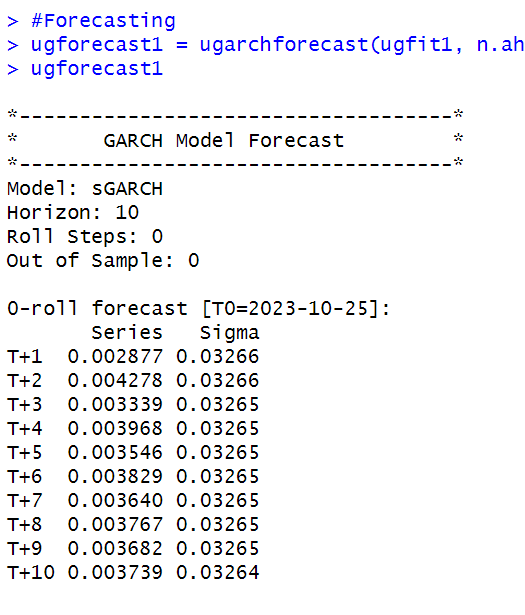 > #Forecasting
> ugforecast1 = ugarchforecast(ugfit1, n.ah
> ugforecast1
*------------------------------------*
*       GARCH Model Forecast         *
*------------------------------------*
Model: sGARCH
Horizon: 10
Roll Steps: 0
Out of Sample: 0
0-roll forecast [T0=2023-10-25]:
       Series   Sigma
T+1  0.002877 0.03266
T+2  0.004278 0.03266
T+3  0.003339 0.03265
T+4  0.003968 0.03265
T+5  0.003546 0.03265
T+6  0.003829 0.03265
T+7  0.003640 0.03265
T+8  0.003767 0.03265
T+9  0.003682 0.03265
T+10 0.003739 0.03264